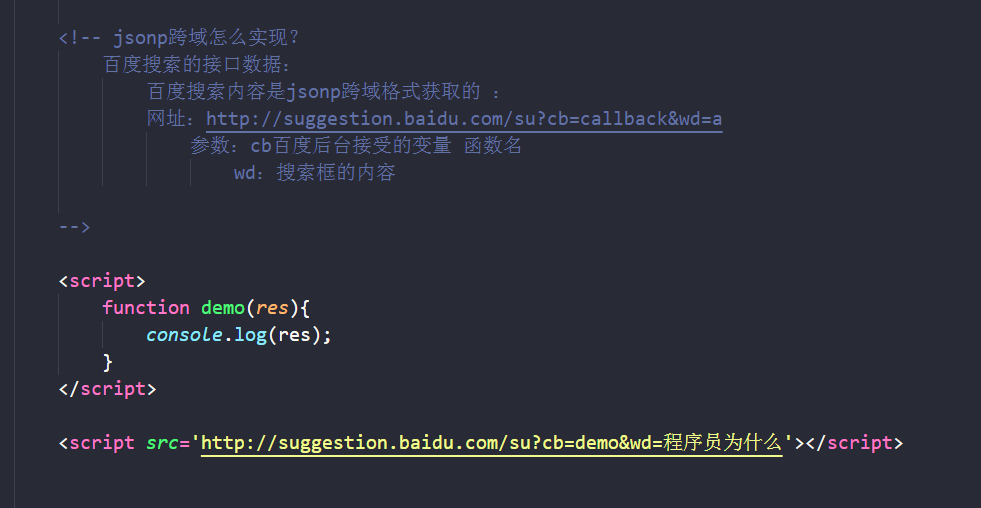 <!-- jsonp跨域怎么实现?
百度搜索的接口数据:
百度搜索内容是jsonp跨域格式获取的 :
网址: http://suggestion.baidu.com/su?cb=callback&wd=a
参数: cb百度后台接受的变量 函数名
wd: 搜索框的内容
-->
<script>
function demo(res){
console.log(res);
}
</script>
<script src='http://suggestion.baidu.com/su?cb=demo&wd=程序员为什么'></script>